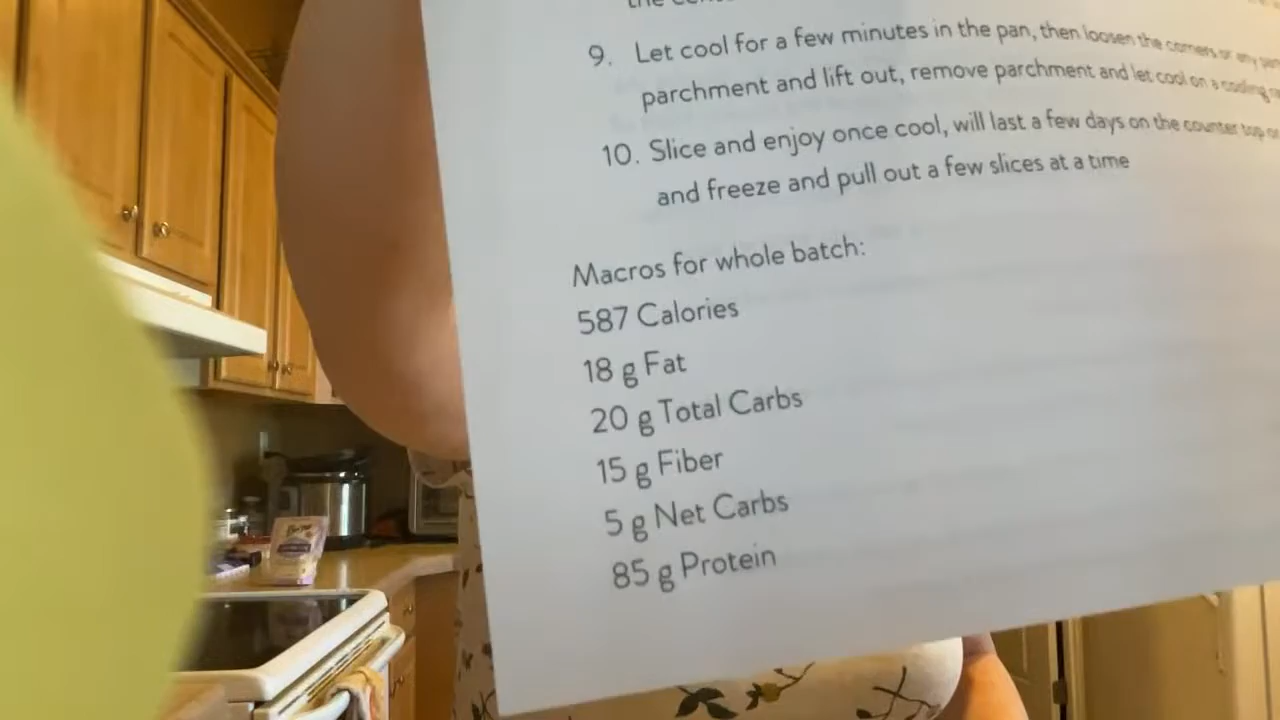 9. Let cool for a few minutes in the pan, then loosen the corners or any
parchment and lift out, remove parchment and let cool on a cooling
10. Slice and enjoy once cool, will last a few days on the counter top or
and freeze and pull out a few slices at a time
Macros for whole batch:
587 Calories
18 g Fat
20 g Total Carbs
15 g Fiber
5 g Net Carbs
85 g Protein